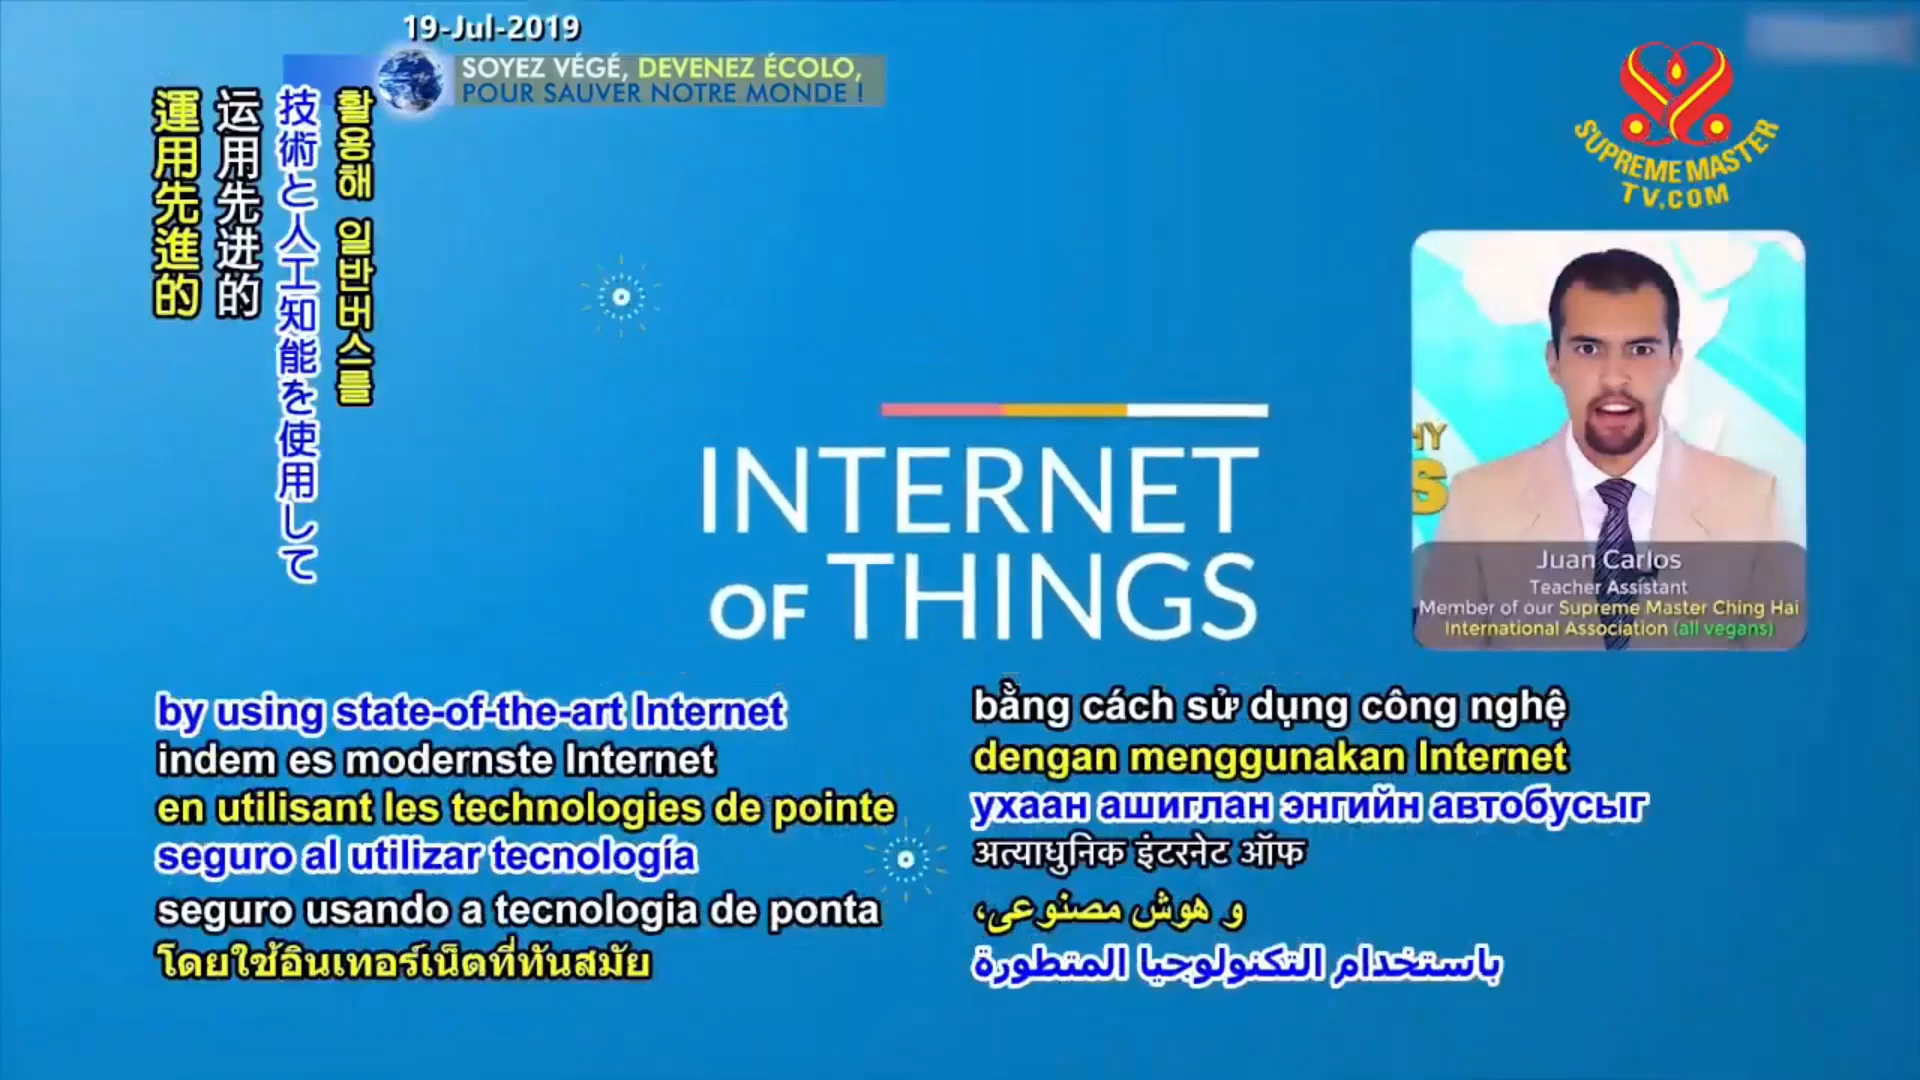 19-Jul-2019
SOYEZ VÉGÉ, DEVENEZ ÉCOLO,
POUR SAUVER NOTRE MONDE !
SUPREME MASTER
TV.COM
運用先進的
运用先进的
技術と人工知能を使用して
활용해 일반버스를
INTERNET
OF THINGS
HY
S
Juan Carlos
Teacher Assistant
Member of our Supreme Master Ching Hai
International Association (all vegans)
by using state-of-the-art Internet
indem es modernste Internet
en utilisant les technologies de pointe
seguro al utilizar tecnología
seguro usando a tecnologia de ponta
โดยใช้อินเทอร์เน็ตที่ทันสมัย
bằng cách sử dụng công nghệ
dengan menggunakan Internet
ухаан ашиглан энгийн автобусыг
अत्याधुनिक इंटरनेट ऑफ
و هوش مصنوعی،
باستخدام التكنولوجيا المتطورة